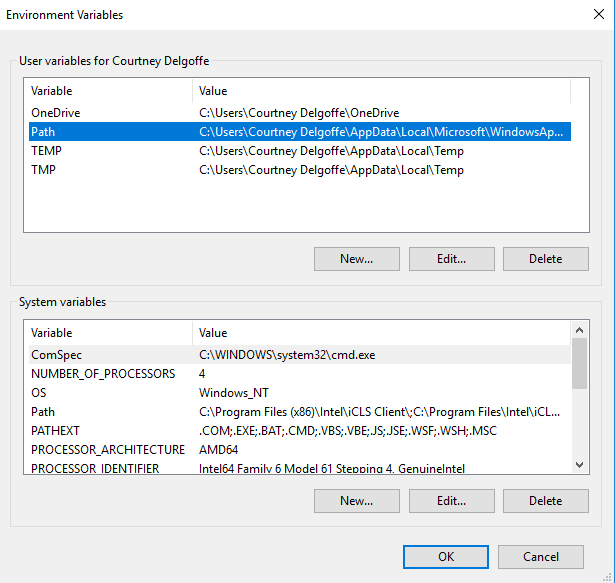 Environment Variables
User variables for Courtney Delgoffe
Variable Value
OneDrive C:\Users\Courtney Delgoffe\OneDrive
Path C:\Users\Courtney Delgoffe\AppData\Local\Microsoft\WindowsAp...
TEMP C:\Users\Courtney Delgoffe\AppData\Local\Temp
TMP C:\Users\Courtney Delgoffe\AppData\Local\Temp
New... Edit... Delete
System variables
Variable Value
ComSpec C:\WINDOWS\system32\cmd.exe
NUMBER_OF_PROCESSORS 4
OS Windows_NT
Path C:\Program Files (x86)\Intel\iCLS Client\;C:\Program Files\Intel\iCL...
PATHEXT .COM;.EXE;.BAT;.CMD;.VBS;.VBE;.JS;.JSE;.WSF;.WSH;.MSC
PROCESSOR_ARCHITECTURE AMD64
PROCESSOR_IDENTIFIER Intel64 Family 6 Model 61 Stepping 4, GenuineIntel
New... Edit... Delete
OK Cancel